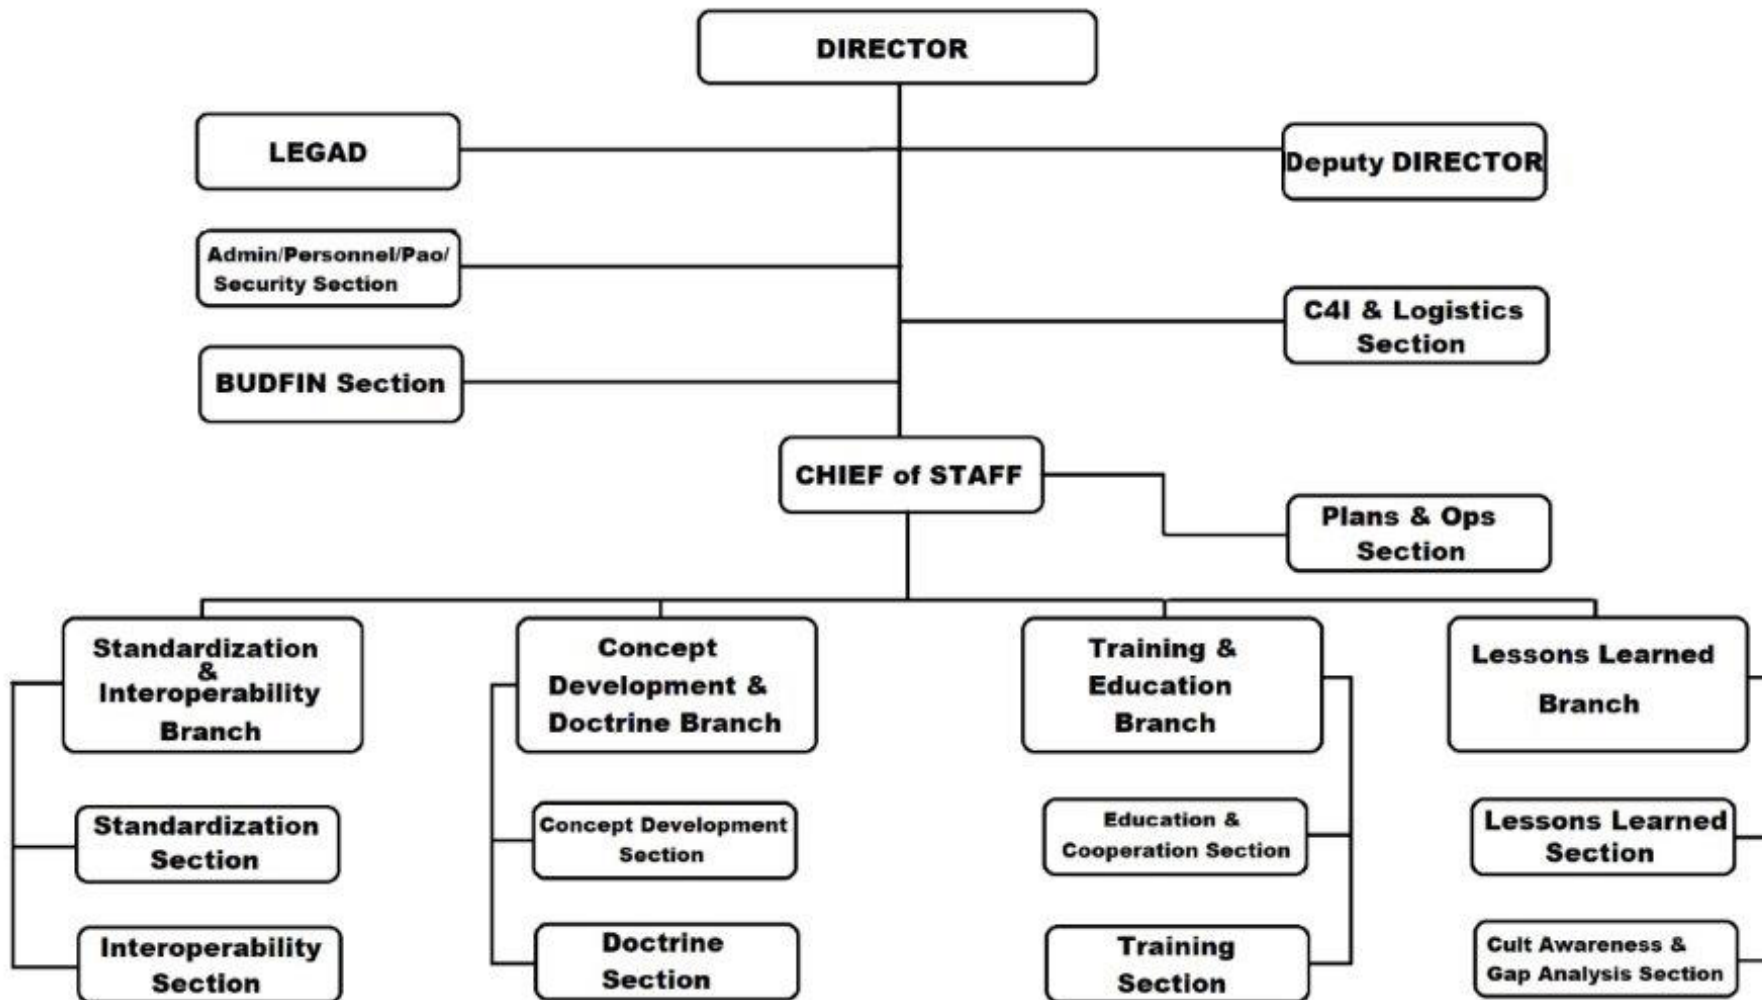 DIRECTOR
LEGAD
Deputy DIRECTOR
Admin/Personnel/Pao/
Security Section
C4I & Logistics
Section
BUDFIN Section
CHIEF of STAFF
Plans & Ops
Section
Standardization
&
Interoperability
Branch
Concept
Development &
Doctrine Branch
Training &
Education
Branch
Lessons Learned
Branch
Standardization
Section
Concept Development
Section
Education &
Cooperation Section
Lessons Learned
Section
Interoperability
Section
Doctrine
Section
Training
Section
Cult Awareness &
Gap Analysis Section